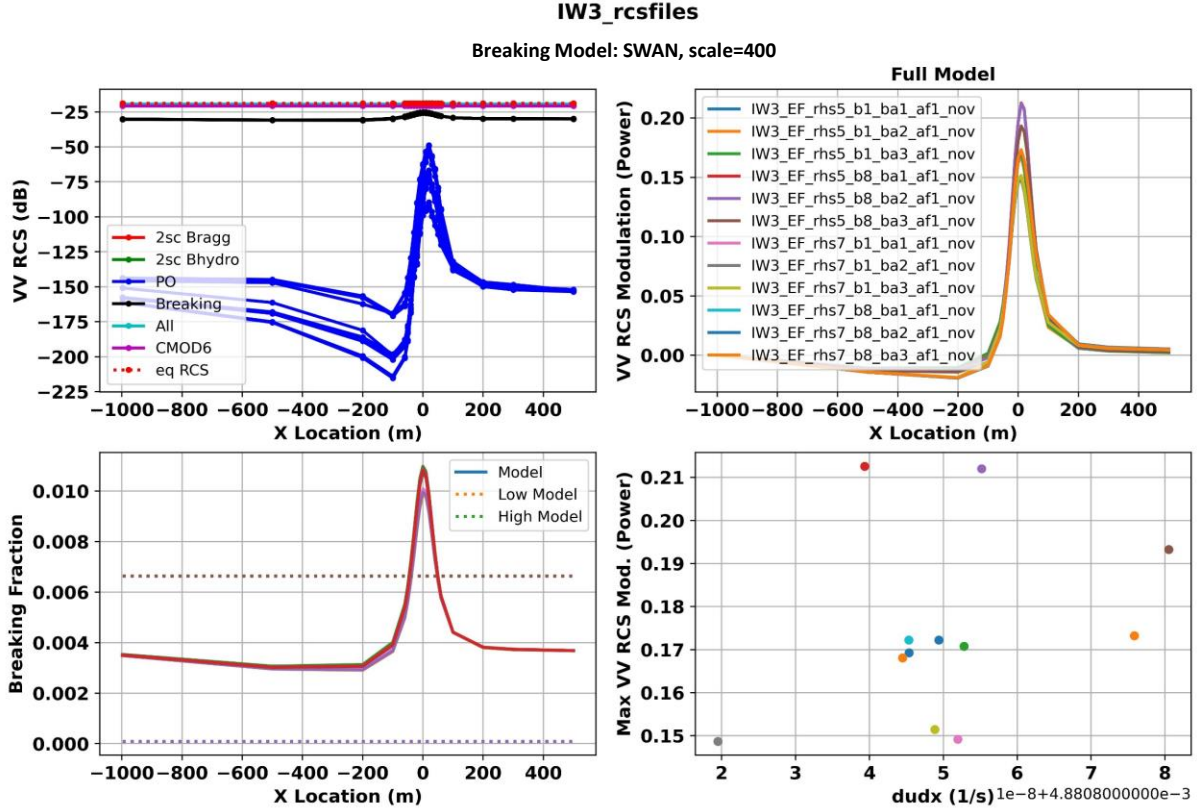 IW3_rcsfiles
Breaking Model: SWAN, scale=400
VV RCS (dB)
−25
−50
−75
−100
−125
−150
−175
−200
−225
2sc Bragg
2sc Bhydro
PO
Breaking
All
CMOD6
eq RCS
−1000 −800 −600 −400 −200 0 200 400
X Location (m)
Full Model
VV RCS Modulation (Power)
0.20
0.15
0.10
0.05
0.00
IW3_EF_rhs5_b1_ba1_af1_nov
IW3_EF_rhs5_b1_ba2_af1_nov
IW3_EF_rhs5_b1_ba3_af1_nov
IW3_EF_rhs5_b8_ba1_af1_nov
IW3_EF_rhs5_b8_ba2_af1_nov
IW3_EF_rhs5_b8_ba3_af1_nov
IW3_EF_rhs7_b1_ba1_af1_nov
IW3_EF_rhs7_b1_ba2_af1_nov
IW3_EF_rhs7_b1_ba3_af1_nov
IW3_EF_rhs7_b8_ba1_af1_nov
IW3_EF_rhs7_b8_ba2_af1_nov
IW3_EF_rhs7_b8_ba3_af1_nov
−1000 −800 −600 −400 −200 0 200 400
X Location (m)
Breaking Fraction
0.010
0.008
0.006
0.004
0.002
0.000
Model
Low Model
High Model
−1000 −800 −600 −400 −200 0 200 400
X Location (m)
Max VV RCS Mod. (Power)
0.21
0.20
0.19
0.18
0.17
0.16
0.15
2 3 4 5 6 7 8
dudx (1/s)
1e−8+4.8808000000e−3